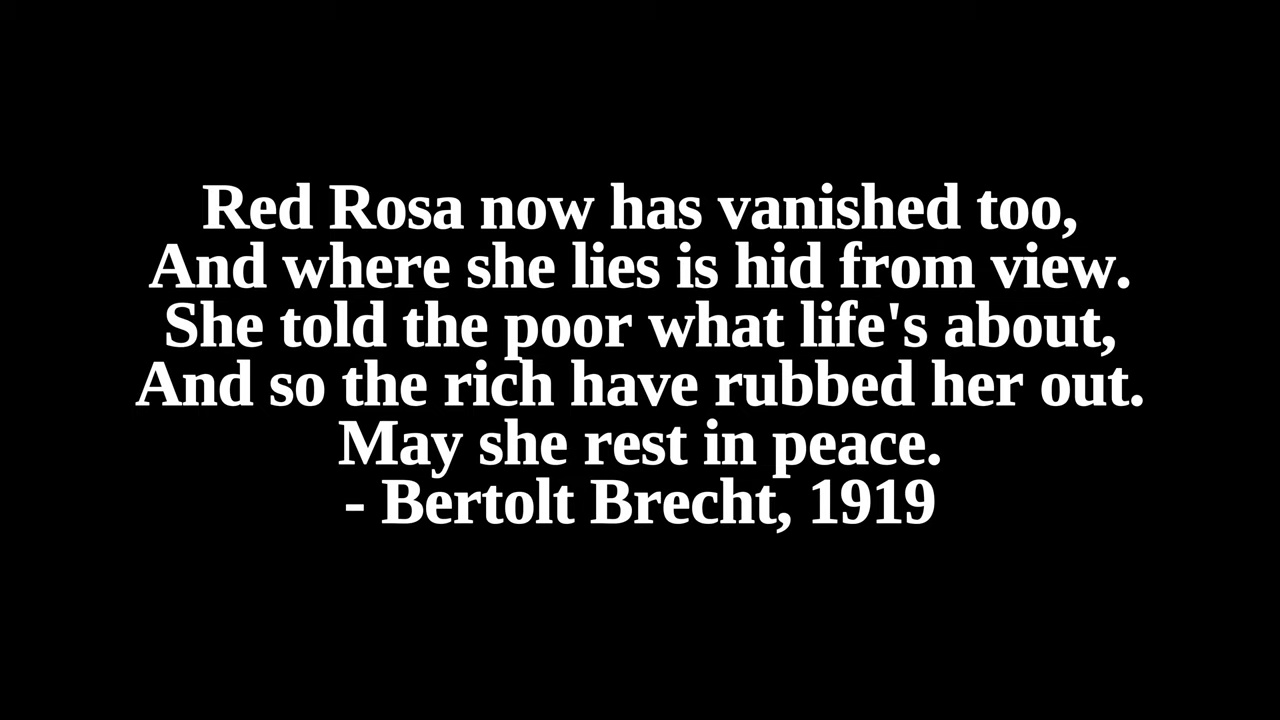 Red Rosa now has vanished too,
And where she lies is hid from view.
She told the poor what life's about,
And so the rich have rubbed her out.
May she rest in peace.
- Bertolt Brecht, 1919